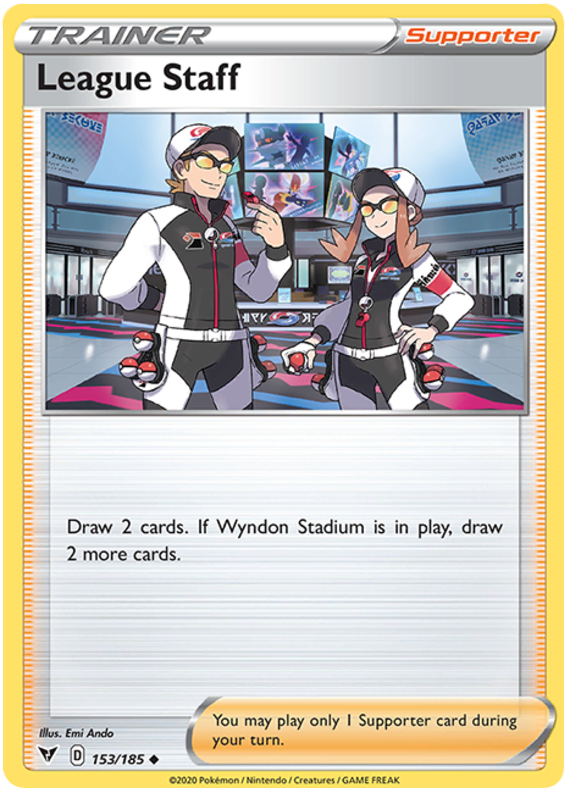 TRAINER
Supporter
League Staff
Draw 2 cards. If Wyndon Stadium is in play, draw
2 more cards.
You may play only 1 Supporter card during
your turn.
Illus. Emi Ando
D 153/185 ◆
©2020 Pokémon / Nintendo / Creatures / GAME FREAK